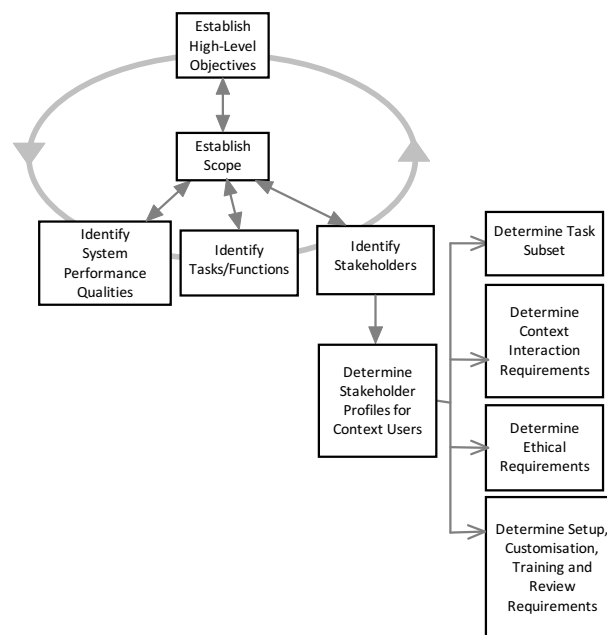 Establish
High-Level
Objectives
Establish
Scope
Identify
System
Performance
Qualities
Identify
Tasks/Functions
Identify
Stakeholders
Determine
Stakeholder
Profiles for
Context Users
Determine Task
Subset
Determine
Context
Interaction
Requirements
Determine
Ethical
Requirements
Determine Setup,
Customisation,
Training and
Review
Requirements